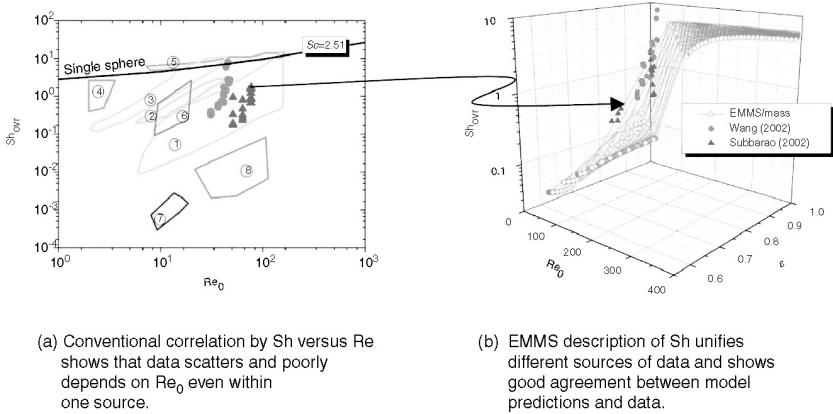 10²
10¹
10⁰
10⁻¹
10⁻²
10⁻³
10⁻⁴
Sh_ovr
10⁰
10¹
10²
10³
Re₀
Single sphere
Sc=2.51
5
4
3
2
6
1
8
7
10
1
0.1
Sh_ovr
0
100
200
300
400
Re₀
0.6
0.7
0.8
0.9
1.0
ε
EMMS/mass
Wang (2002)
Subbarao (2002)
(a) Conventional correlation by Sh versus Re
shows that data scatters and poorly
depends on Re₀ even within
one source.
(b) EMMS description of Sh unifies
different sources of data and shows
good agreement between model
predictions and data.